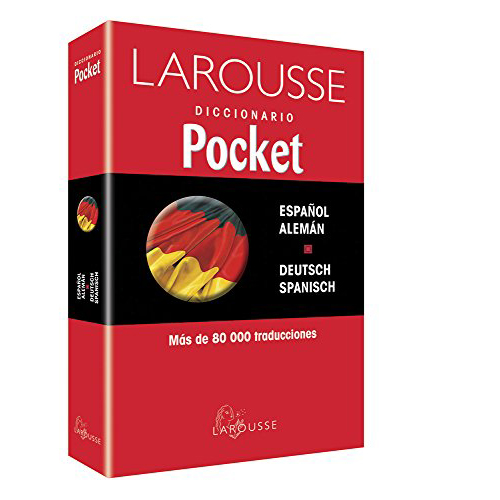 LAROUSSE
DICCIONARIO
Pocket
ESPAÑOL
ALEMÁN
DEUTSCH
SPANISCH
Más de 80 000 traducciones
LAROUSSE
DICCIONARIO
Pocket
ESPAÑOL
ALEMÁN
DEUTSCH
SPANISCH